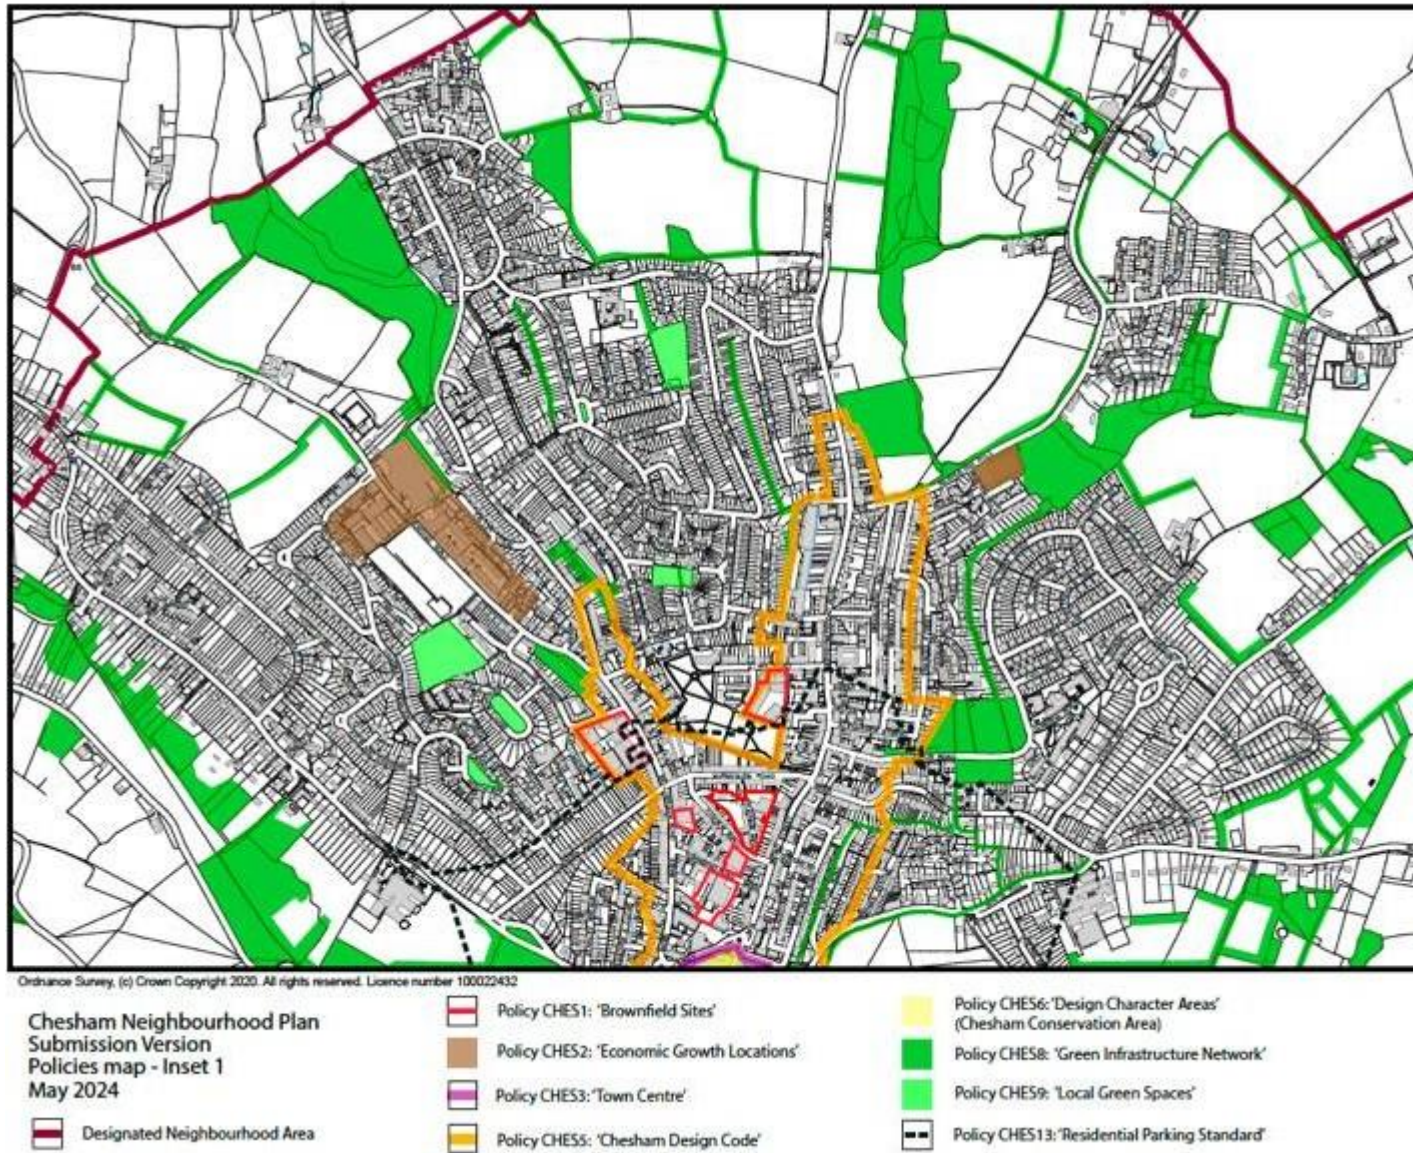 Ordnance Survey, (c) Crown Copyright 2020. All rights reserved. Licence number 100022432
Chesham Neighbourhood Plan
Submission Version
Policies map - Inset 1
May 2024
Designated Neighbourhood Area
Policy CHES1: 'Brownfield Sites'
Policy CHES2: 'Economic Growth Locations'
Policy CHES3: 'Town Centre'
Policy CHES5: 'Chesham Design Code'
Policy CHES6: 'Design Character Areas'
(Chesham Conservation Area)
Policy CHES8: 'Green Infrastructure Network'
Policy CHES9: 'Local Green Spaces'
Policy CHES13: 'Residential Parking Standard'